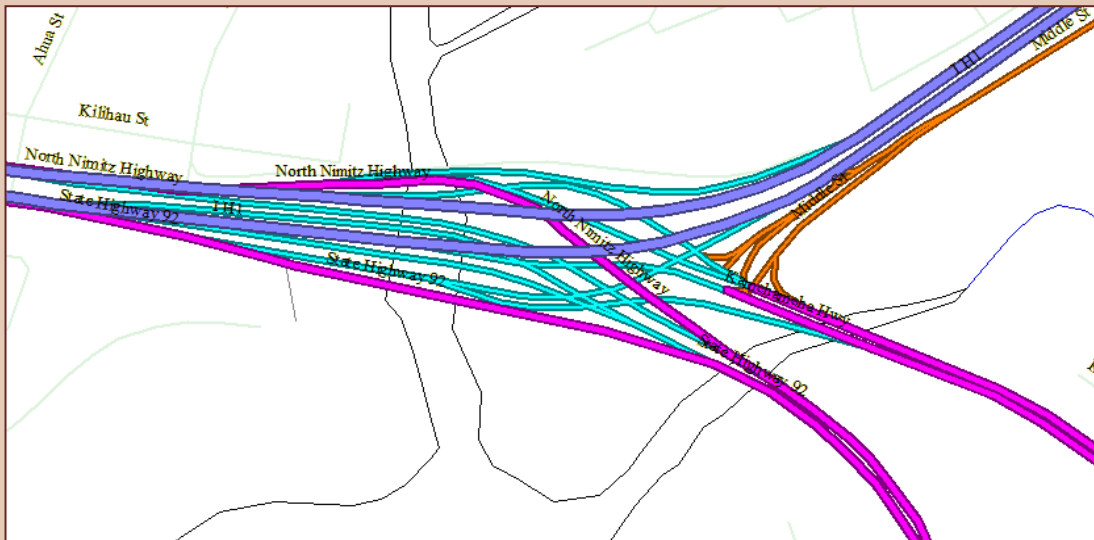 Ahua St
Middle St
I H1
Kilihau St
North Nimitz Highway
North Nimitz Highway
Middle St
State Highway 92
I H1
North Nimitz Highway
State Highway 92
Hwy
State Highway 92